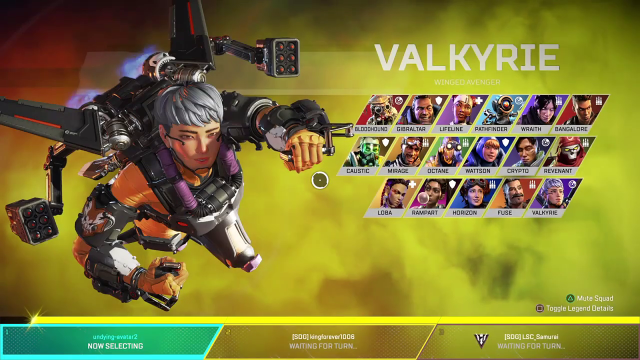 VALKYRIE
WINGED AVENGER
BLOODHOUND GIBRALTAR LIFELINE PATHFINDER WRAITH BANGALORE
CAUSTIC MIRAGE OCTANE WATTSON CRYPTO REVENANT
LOBA RAMPART HORIZON FUSE VALKYRIE
Mute Squad
Toggle Legend Details
undying-avatar2 [SOG] kingforever1006 [SOG] LSC_Samurai
NOW SELECTING WAITING FOR TURN... WAITING FOR TURN...